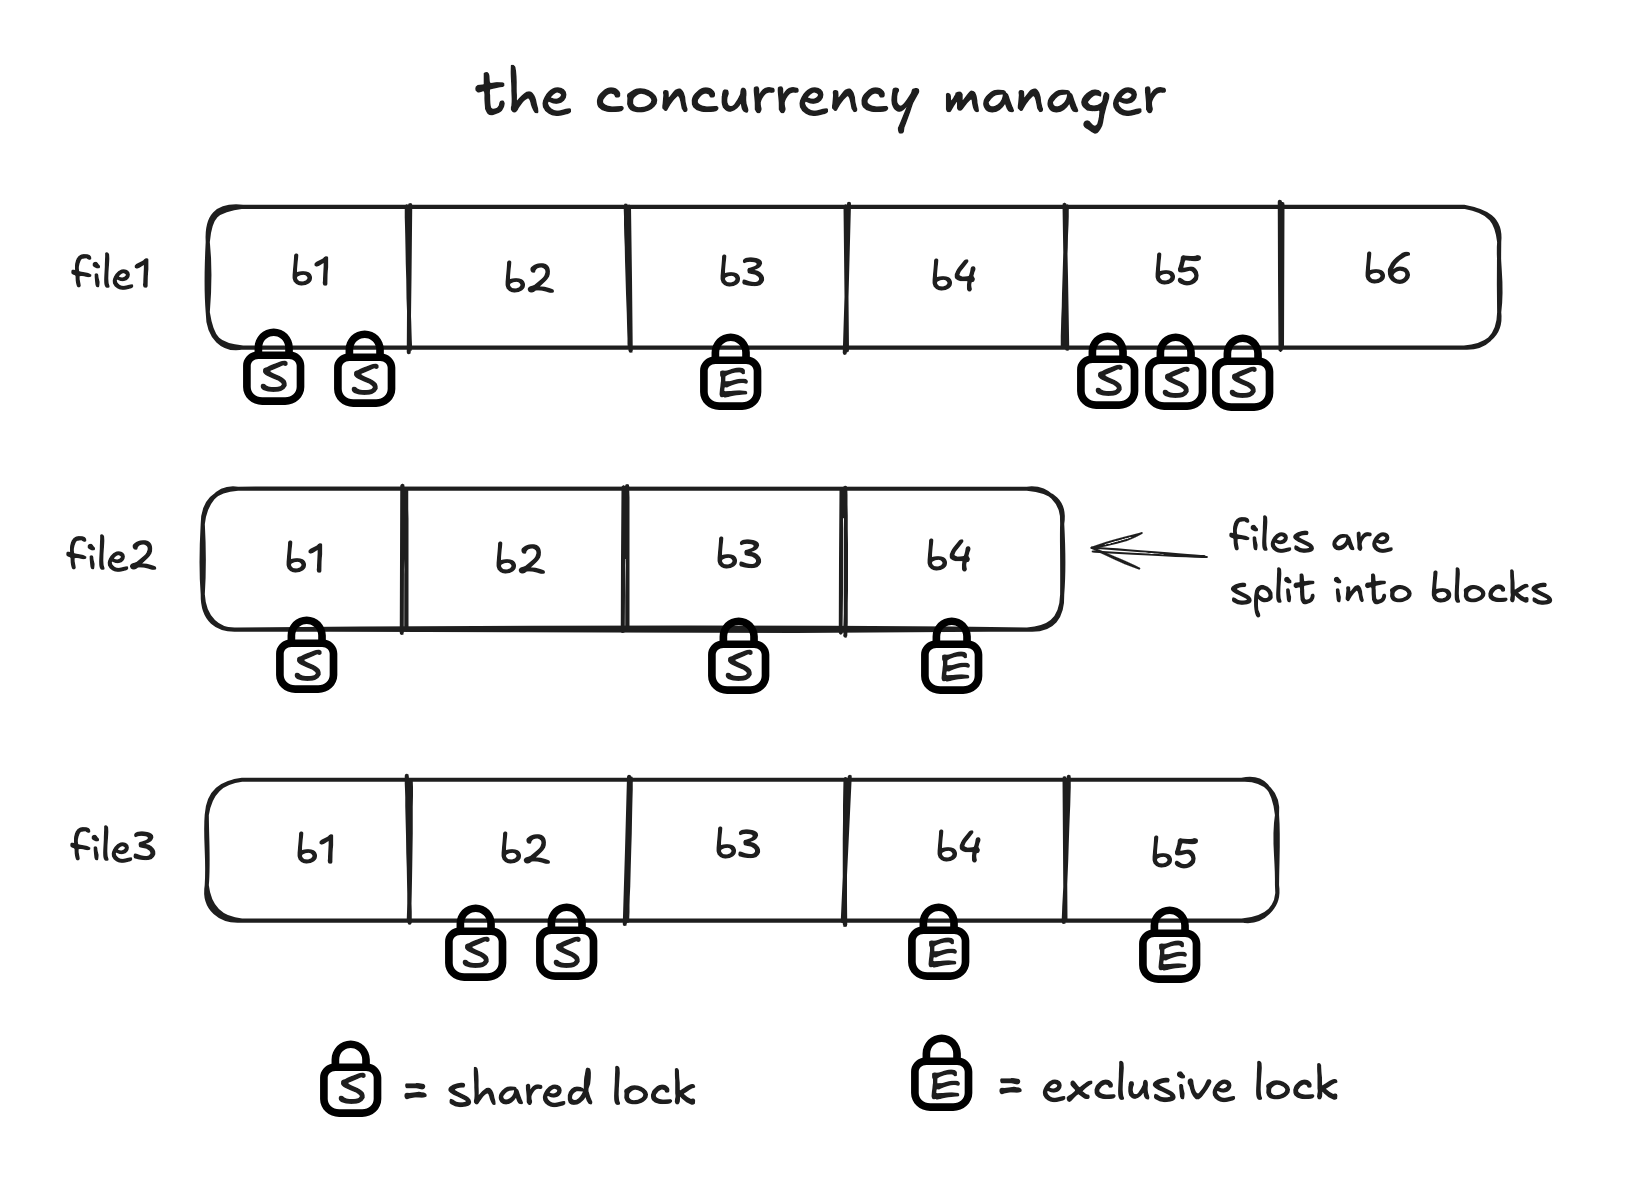 the concurrency manager
file1
b1 b2 b3 b4 b5 b6
S S E S S S
file2
b1 b2 b3 b4
files are
split into blocks
S S E
file3
b1 b2 b3 b4 b5
S S E E
S = shared lock
E = exclusive lock